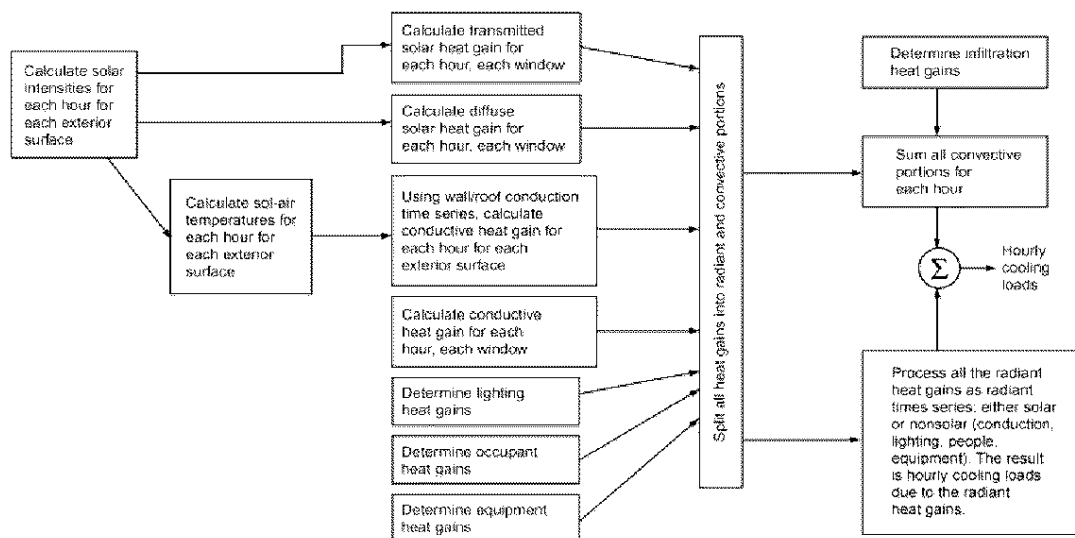 Calculate solar
intensities for
each hour for
each exterior
surface
Calculate sol-air
temperatures for
each hour for
each exterior
surface
Calculate transmitted
solar heat gain for
each hour, each window
Calculate diffuse
solar heat gain for
each hour, each window
Using wall/roof conduction
time series, calculate
conductive heat gain for
each hour for each
exterior surface
Calculate conductive
heat gain for each
hour, each window
Determine lighting
heat gains
Determine occupant
heat gains
Determine equipment
heat gains
Split all heat gains into radiant and convective portions
Determine infiltration
heat gains
Sum all convective
portions for
each hour
Σ
Hourly
cooling
loads
Process all the radiant
heat gains as radiant
times series: either solar
or nonsolar (conduction,
lighting, people,
equipment). The result
is hourly cooling loads
due to the radiant
heat gains.